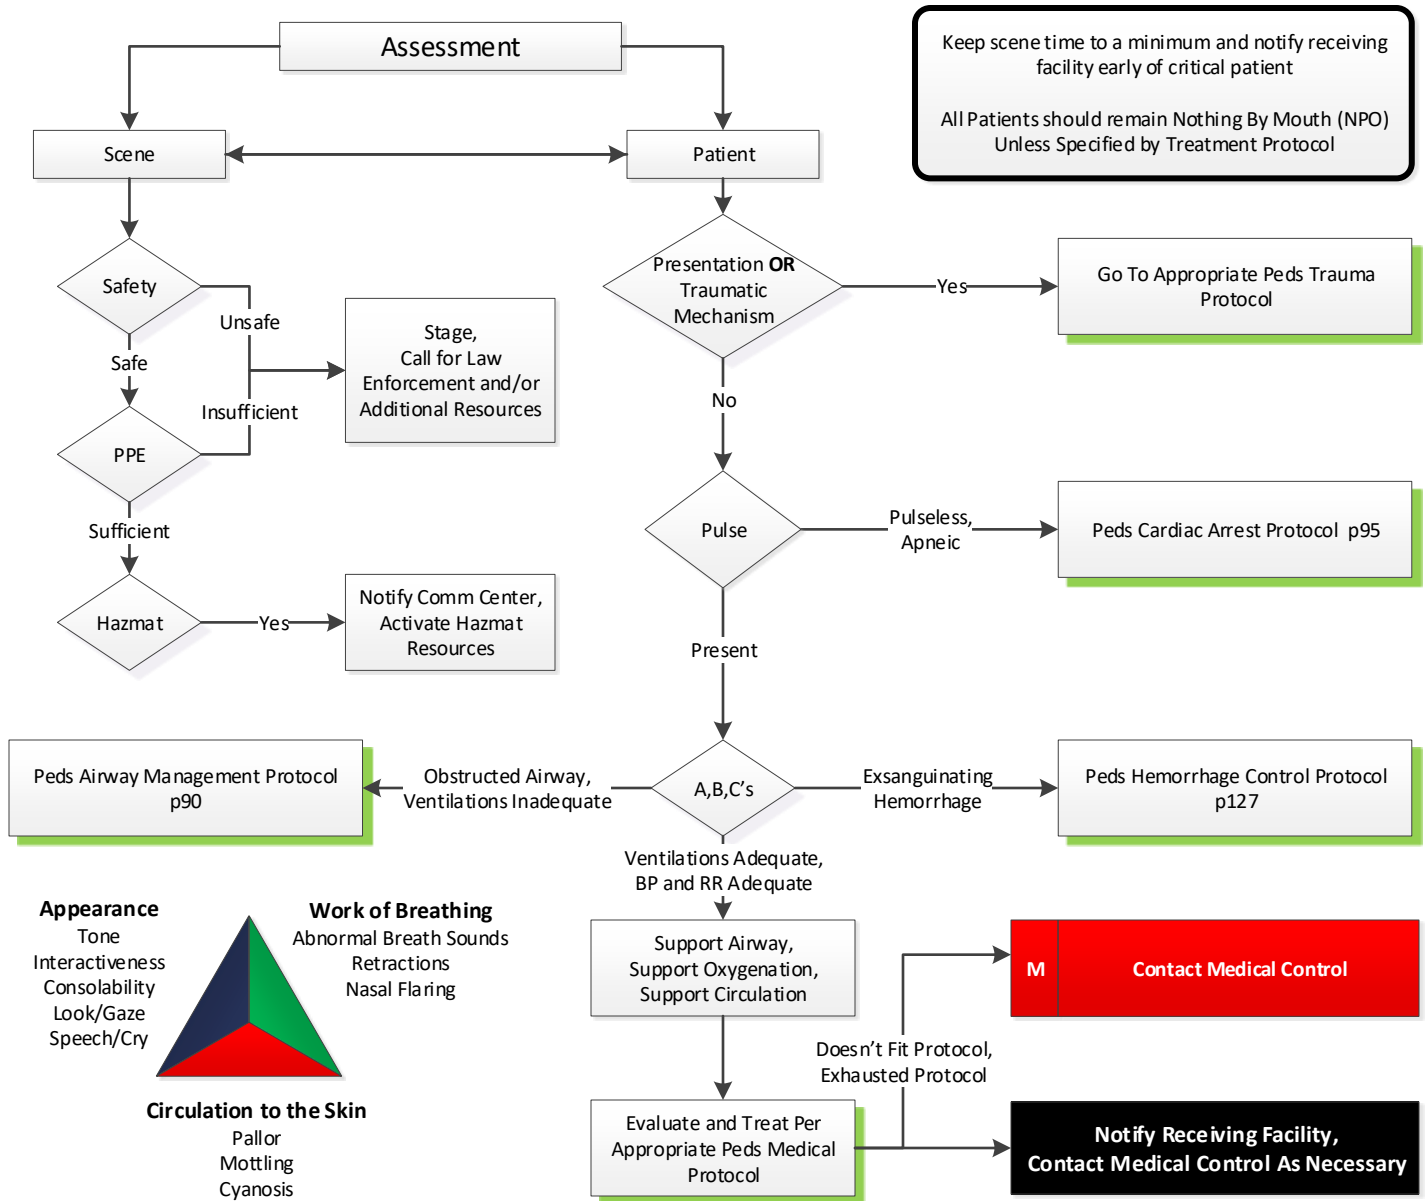 Assessment
Keep scene time to a minimum and notify receiving
facility early of critical patient
All Patients should remain Nothing By Mouth (NPO)
Unless Specified by Treatment Protocol
Scene
Patient
Safety
Unsafe
Safe
Stage,
Call for Law
Enforcement and/or
Additional Resources
Insufficient
PPE
Sufficient
Hazmat
Yes
Notify Comm Center,
Activate Hazmat
Resources
Presentation OR
Traumatic
Mechanism
Yes
Go To Appropriate Peds Trauma
Protocol
No
Pulse
Pulseless,
Apneic
Peds Cardiac Arrest Protocol p95
Present
Peds Airway Management Protocol
p90
Obstructed Airway,
Ventilations Inadequate
A,B,C's
Exsanguinating
Hemorrhage
Peds Hemorrhage Control Protocol
p127
Ventilations Adequate,
BP and RR Adequate
Appearance
Tone
Interactiveness
Consolability
Look/Gaze
Speech/Cry
Work of Breathing
Abnormal Breath Sounds
Retractions
Nasal Flaring
Circulation to the Skin
Pallor
Mottling
Cyanosis
Support Airway,
Support Oxygenation,
Support Circulation
M
Contact Medical Control
Doesn't Fit Protocol,
Exhausted Protocol
Evaluate and Treat Per
Appropriate Peds Medical
Protocol
Notify Receiving Facility,
Contact Medical Control As Necessary